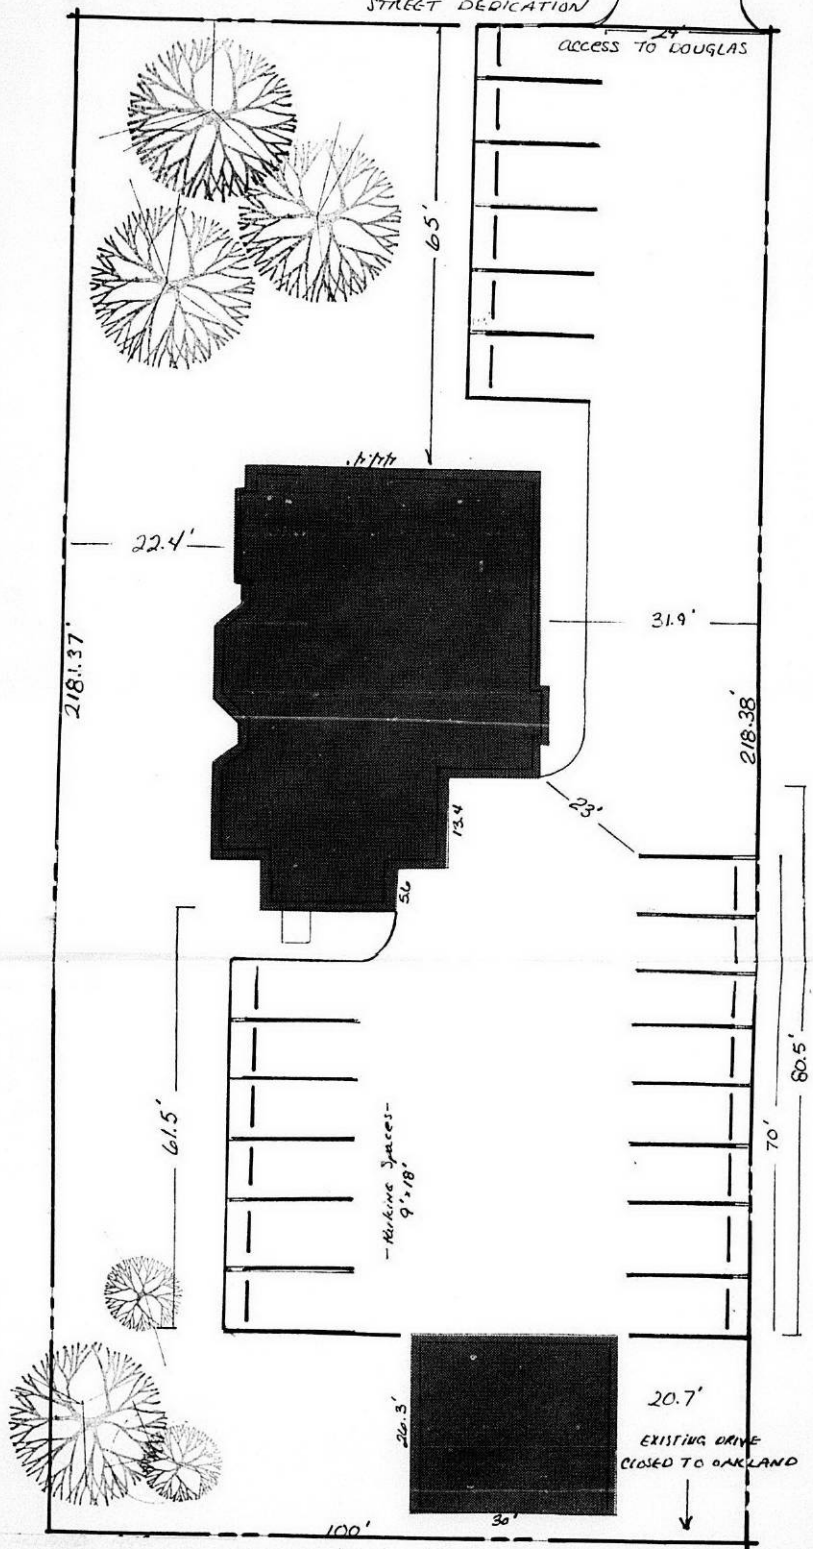 STREET DEDICATION
24'
access TO DOUGLAS
65'
22.4'
31.9'
218.37'
218.38'
23'
13.4
5.6
61.5'
-Parking Spaces-
9'x18'
70'
80.5'
26.3'
20.7'
EXISTING DRIVE
CLOSED TO OAKLAND
30'
100'